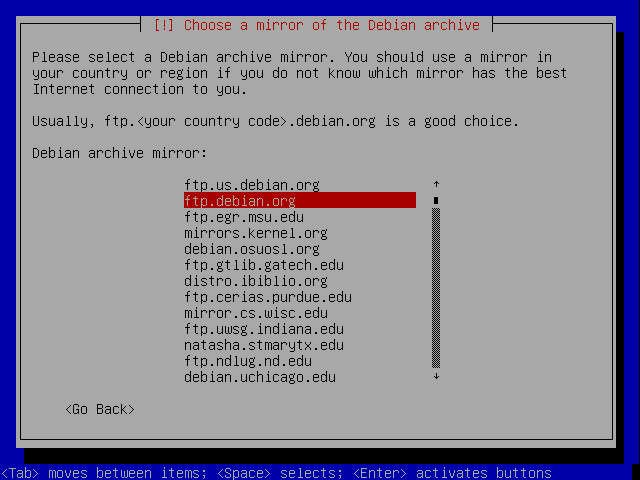 [!] Choose a mirror of the Debian archive
Please select a Debian archive mirror. You should use a mirror in
your country or region if you do not know which mirror has the best
Internet connection to you.
Usually, ftp.<your country code>.debian.org is a good choice.
Debian archive mirror:
ftp.us.debian.org
ftp.debian.org
ftp.egr.msu.edu
mirrors.kernel.org
debian.osuosl.org
ftp.gtlib.gatech.edu
distro.ibiblio.org
ftp.cerias.purdue.edu
mirror.cs.wisc.edu
ftp.uwsg.indiana.edu
natasha.stmarytx.edu
ftp.ndlug.nd.edu
debian.uchicago.edu
<Go Back>
<Tab> moves between items; <Space> selects; <Enter> activates buttons